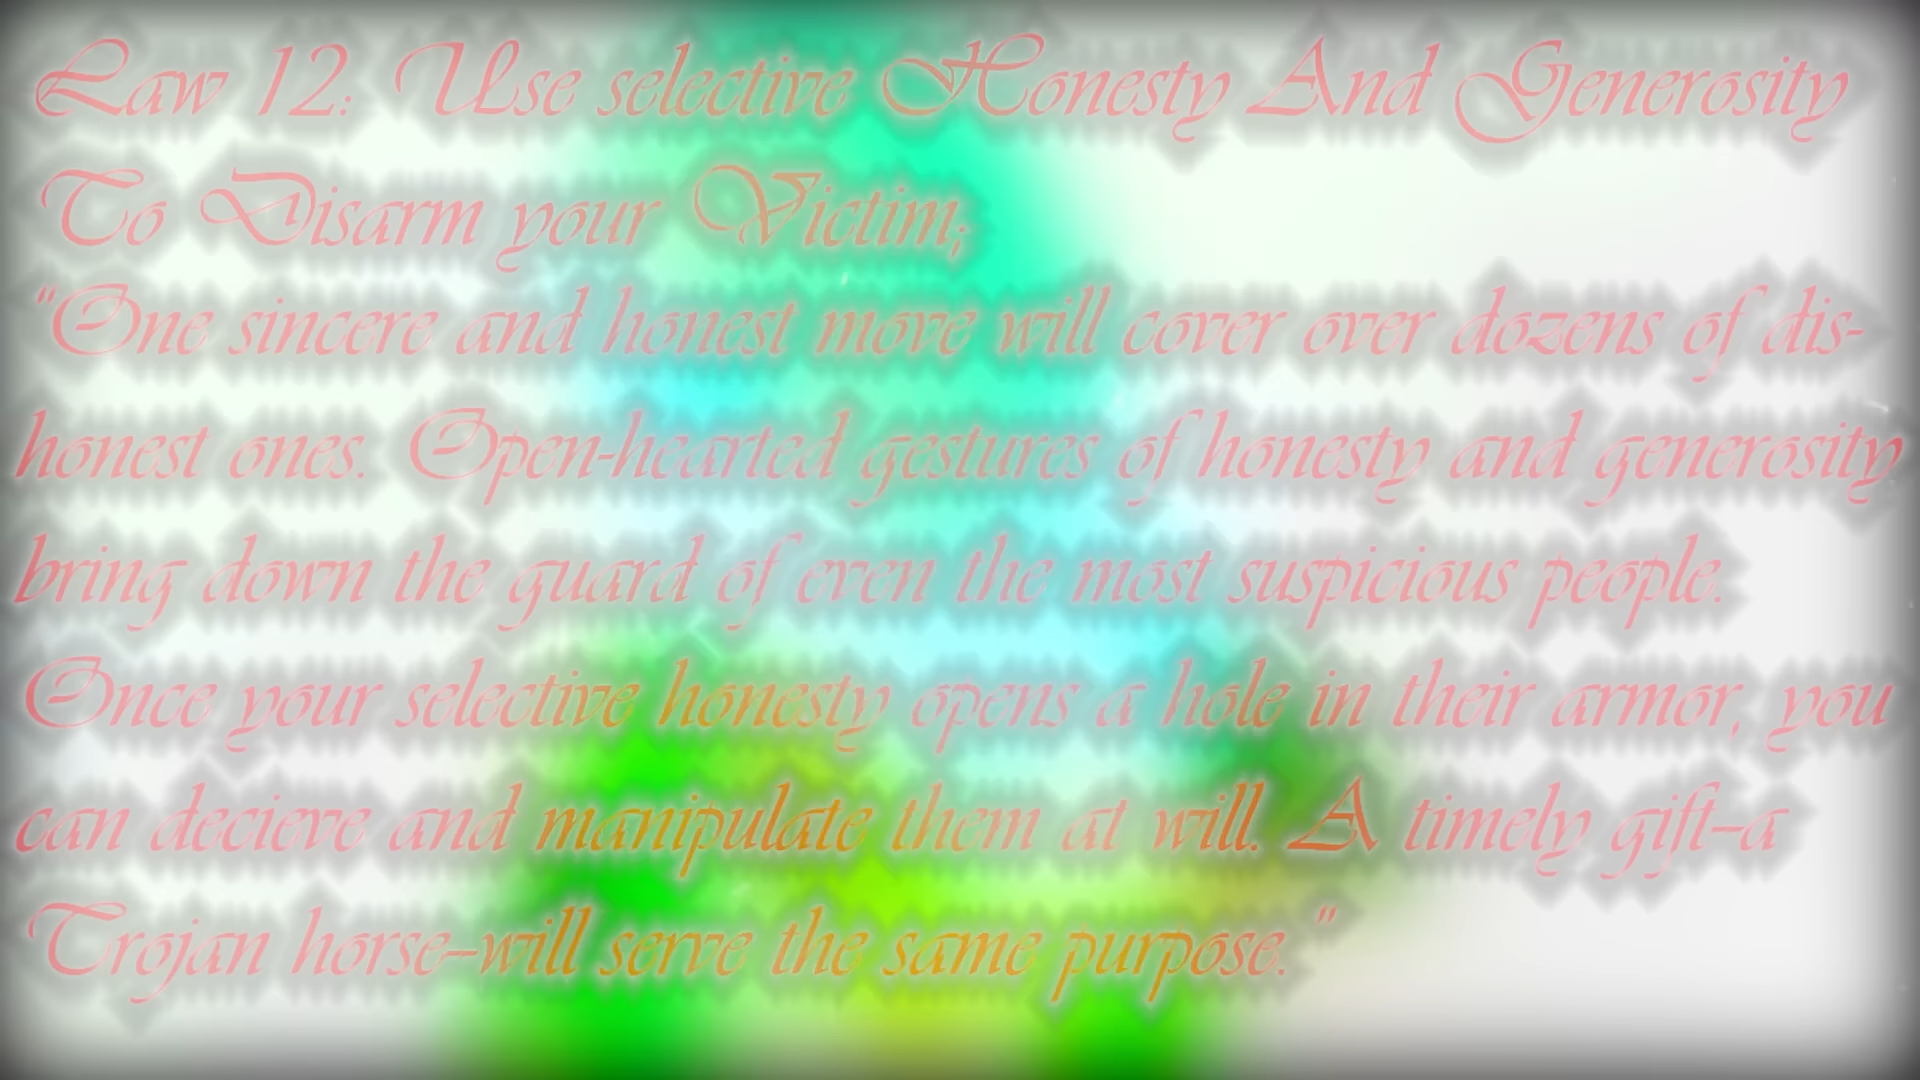 Law 12: Use selective Honesty And Generosity
To Disarm your Victim;
"One sincere and honest move will cover over dozens of dis-
honest ones. Open-hearted gestures of honesty and generosity
bring down the guard of even the most suspicious people.
Once your selective honesty opens a hole in their armor, you
can decieve and manipulate them at will. A timely gift–a
Trojan horse–will serve the same purpose."